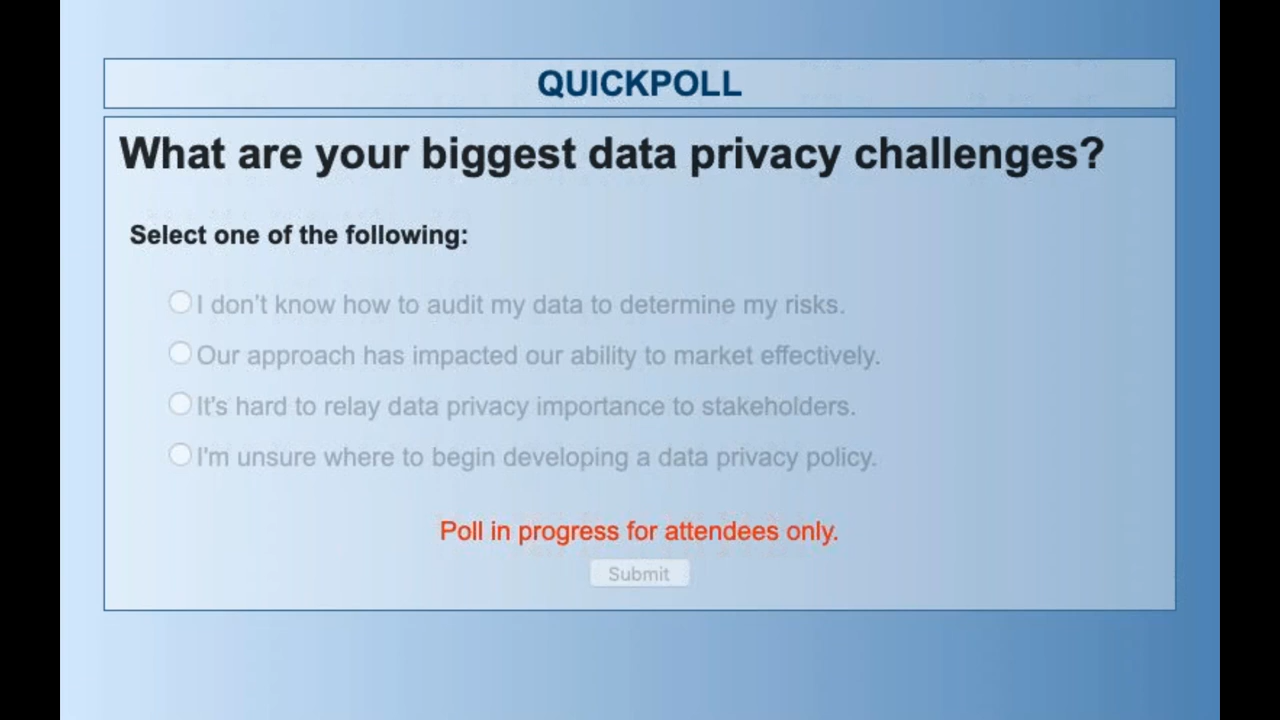 QUICKPOLL
What are your biggest data privacy challenges?
Select one of the following:
I don't know how to audit my data to determine my risks.
Our approach has impacted our ability to market effectively.
It's hard to relay data privacy importance to stakeholders.
I'm unsure where to begin developing a data privacy policy.
Poll in progress for attendees only.
Submit